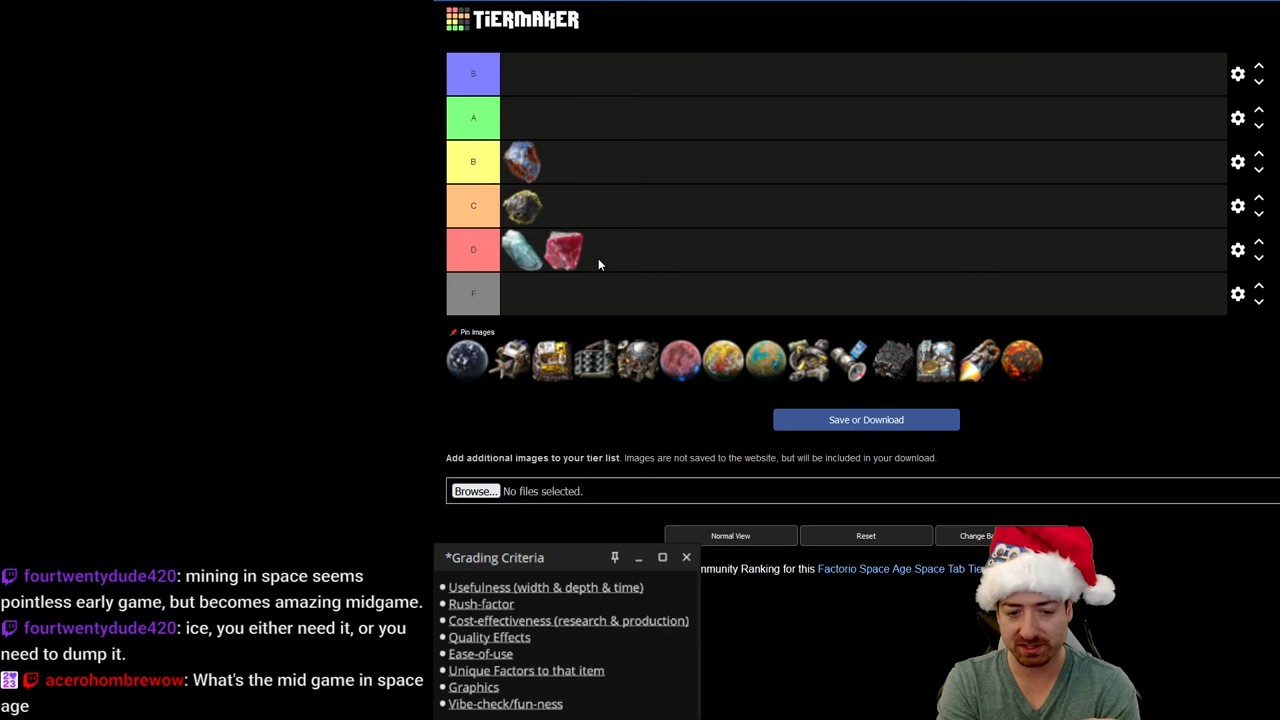 TiERMAKER
S
A
B
C
D
F
Pin Images
Save or Download
Add additional images to your tier list. Images are not saved to the website, but will be included in your download.
Browse... No files selected.
Normal View
Reset
Change Ba
mmunity Ranking for this Factorio Space Age Space Tab Tie
*Grading Criteria
Usefulness (width & depth & time)
Rush-factor
Cost-effectiveness (research & production)
Quality Effects
Ease-of-use
Unique Factors to that item
Graphics
Vibe-check/fun-ness
fourtwentydude420: mining in space seems
pointless early game, but becomes amazing midgame.
fourtwentydude420: ice, you either need it, or you
need to dump it.
acerohombrewow: What's the mid game in space
age